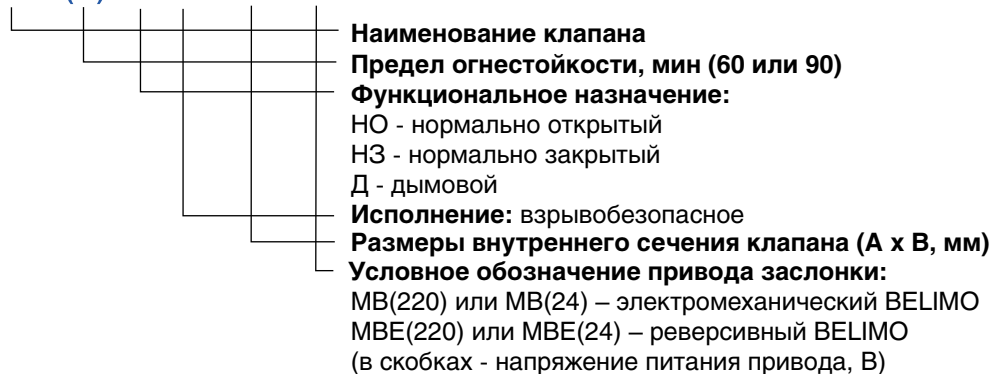 Наименование клапана
Предел огнестойкости, мин (60 или 90)
Функциональное назначение:
НО - нормально открытый
НЗ - нормально закрытый
Д - дымовой
Исполнение: взрывобезопасное
Размеры внутреннего сечения клапана (А х В, мм)
Условное обозначение привода заслонки:
МВ(220) или МВ(24) – электромеханический BELIMO
МВЕ(220) или МВЕ(24) – реверсивный BELIMO
(в скобках - напряжение питания привода, В)